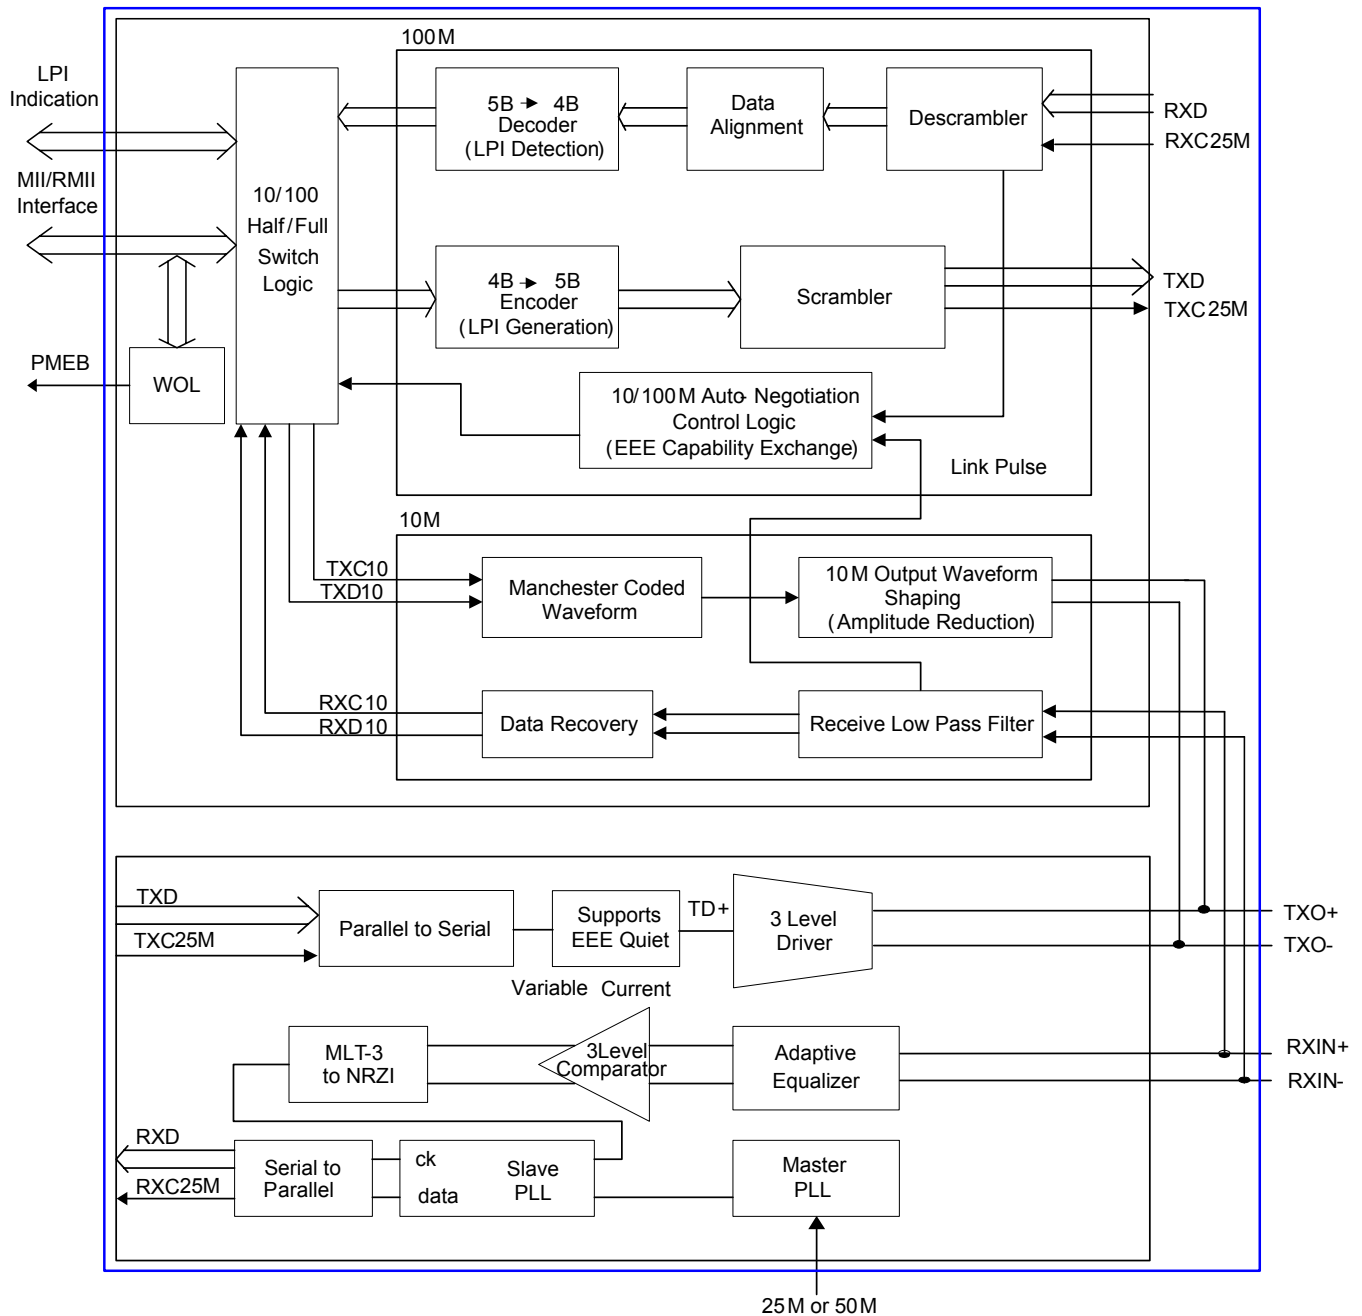 100M
LPI
Indication
5B → 4B
Decoder
(LPI Detection)
Data
Alignment
Descrambler
RXD
RXC25M
MII/RMII
Interface
10/100
Half/Full
Switch
Logic
4B → 5B
Encoder
(LPI Generation)
Scrambler
TXD
TXC25M
PMEB
WOL
10/100M Auto- Negotiation
Control Logic
(EEE Capability Exchange)
Link Pulse
10M
TXC10
TXD10
Manchester Coded
Waveform
10M Output Waveform
Shaping
(Amplitude Reduction)
RXC10
RXD10
Data Recovery
Receive Low Pass Filter
TXD
TXC25M
Parallel to Serial
Supports
EEE Quiet
TD+
3 Level
Driver
TXO+
TXO-
Variable Current
MLT-3
to NRZI
3Level
Comparator
Adaptive
Equalizer
RXIN+
RXIN-
RXD
RXC25M
Serial to
Parallel
ck
data
Slave
PLL
Master
PLL
25M or 50M